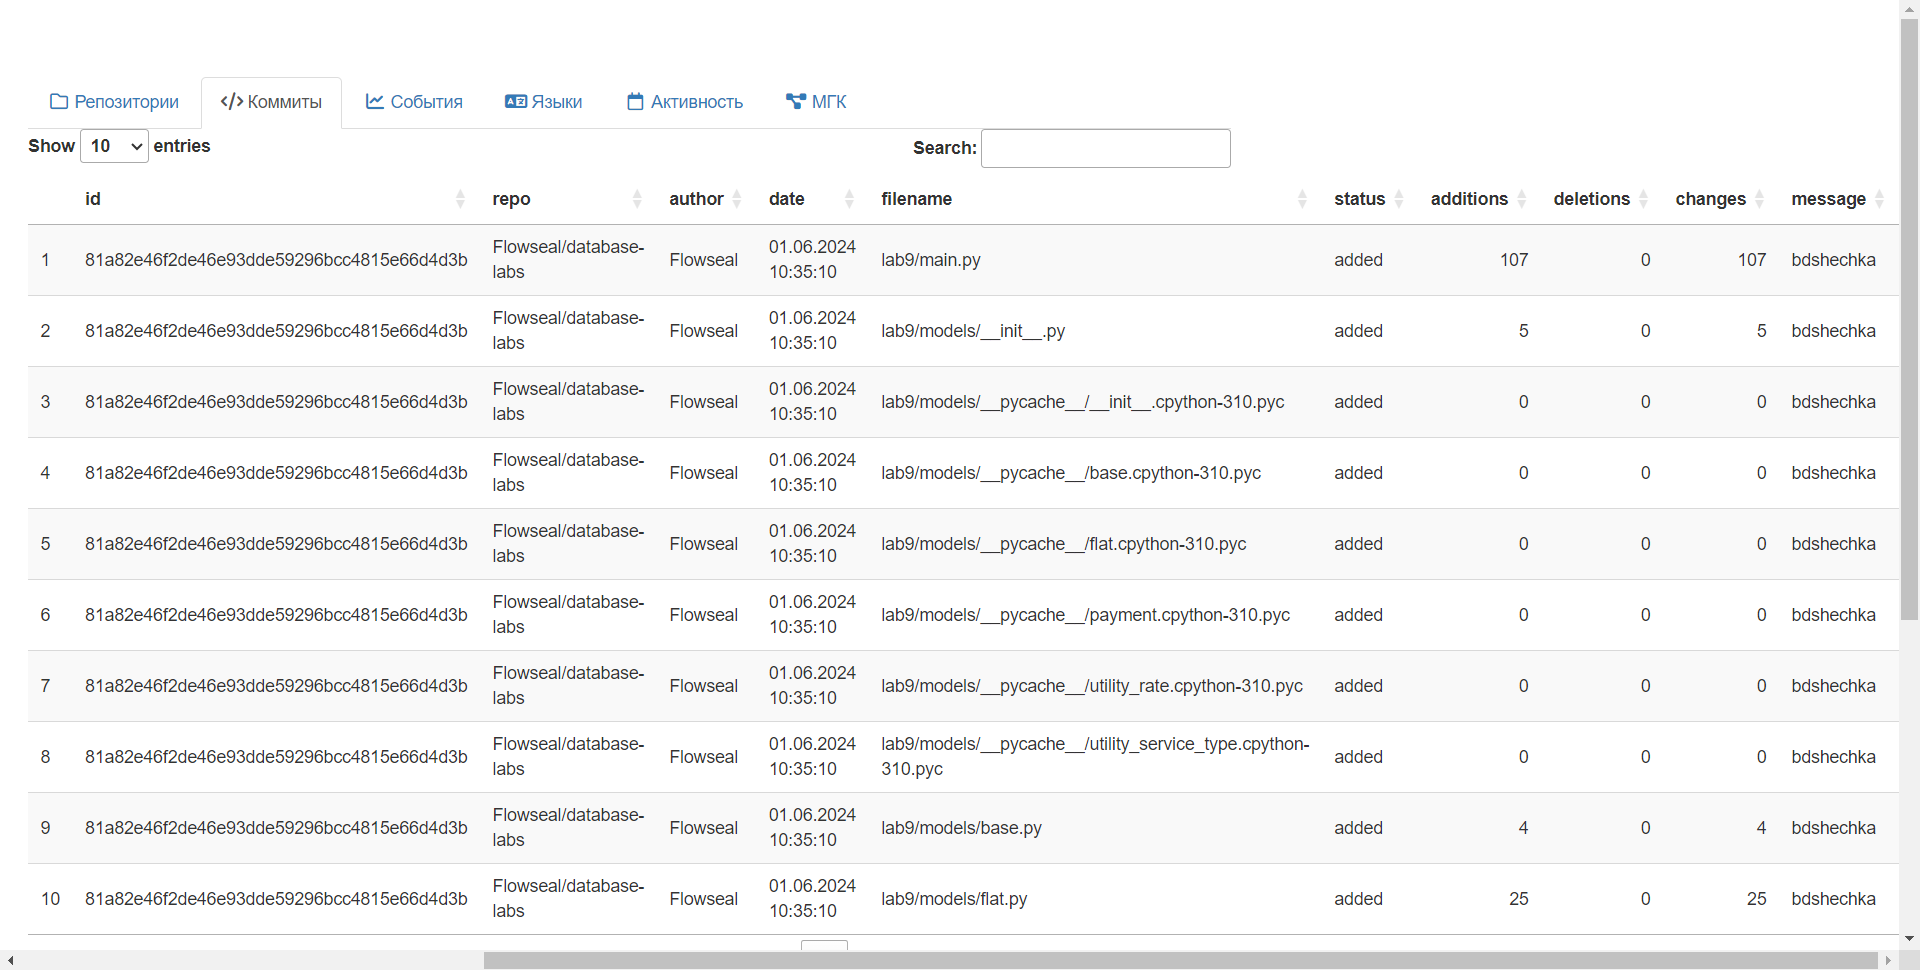 Репозитории Коммиты События Языки Активность МГК
Show 10 entries Search:
id repo author date filename status additions deletions changes message
1 81a82e46f2de46e93dde59296bcc4815e66d4d3b Flowseal/database-labs Flowseal 01.06.2024 10:35:10 lab9/main.py added 107 0 107 bdshechka
2 81a82e46f2de46e93dde59296bcc4815e66d4d3b Flowseal/database-labs Flowseal 01.06.2024 10:35:10 lab9/models/__init__.py added 5 0 5 bdshechka
3 81a82e46f2de46e93dde59296bcc4815e66d4d3b Flowseal/database-labs Flowseal 01.06.2024 10:35:10 lab9/models/__pycache__/__init__.cpython-310.pyc added 0 0 0 bdshechka
4 81a82e46f2de46e93dde59296bcc4815e66d4d3b Flowseal/database-labs Flowseal 01.06.2024 10:35:10 lab9/models/__pycache__/base.cpython-310.pyc added 0 0 0 bdshechka
5 81a82e46f2de46e93dde59296bcc4815e66d4d3b Flowseal/database-labs Flowseal 01.06.2024 10:35:10 lab9/models/__pycache__/flat.cpython-310.pyc added 0 0 0 bdshechka
6 81a82e46f2de46e93dde59296bcc4815e66d4d3b Flowseal/database-labs Flowseal 01.06.2024 10:35:10 lab9/models/__pycache__/payment.cpython-310.pyc added 0 0 0 bdshechka
7 81a82e46f2de46e93dde59296bcc4815e66d4d3b Flowseal/database-labs Flowseal 01.06.2024 10:35:10 lab9/models/__pycache__/utility_rate.cpython-310.pyc added 0 0 0 bdshechka
8 81a82e46f2de46e93dde59296bcc4815e66d4d3b Flowseal/database-labs Flowseal 01.06.2024 10:35:10 lab9/models/__pycache__/utility_service_type.cpython-310.pyc added 0 0 0 bdshechka
9 81a82e46f2de46e93dde59296bcc4815e66d4d3b Flowseal/database-labs Flowseal 01.06.2024 10:35:10 lab9/models/base.py added 4 0 4 bdshechka
10 81a82e46f2de46e93dde59296bcc4815e66d4d3b Flowseal/database-labs Flowseal 01.06.2024 10:35:10 lab9/models/flat.py added 25 0 25 bdshechka